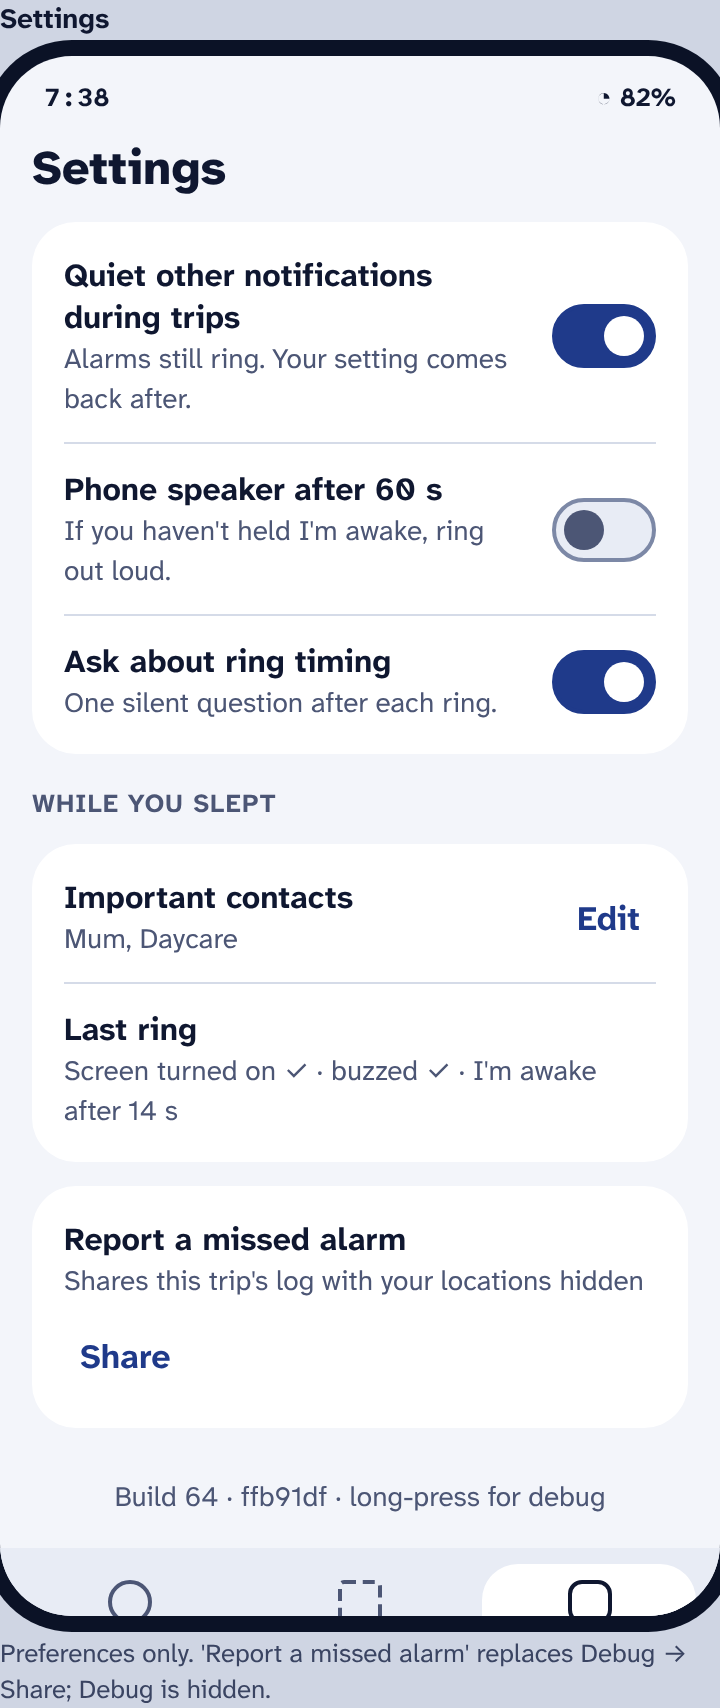 Settings
7:38
82%
Settings
Quiet other notifications
during trips
Alarms still ring. Your setting comes
back after.
Phone speaker after 60 s
If you haven't held I'm awake, ring
out loud.
Ask about ring timing
One silent question after each ring.
WHILE YOU SLEPT
Important contacts
Mum, Daycare
Edit
Last ring
Screen turned on ✓ · buzzed ✓ · I'm awake
after 14 s
Report a missed alarm
Shares this trip's log with your locations hidden
Share
Build 64 · ffb91df · long-press for debug
Preferences only. 'Report a missed alarm' replaces Debug →
Share; Debug is hidden.